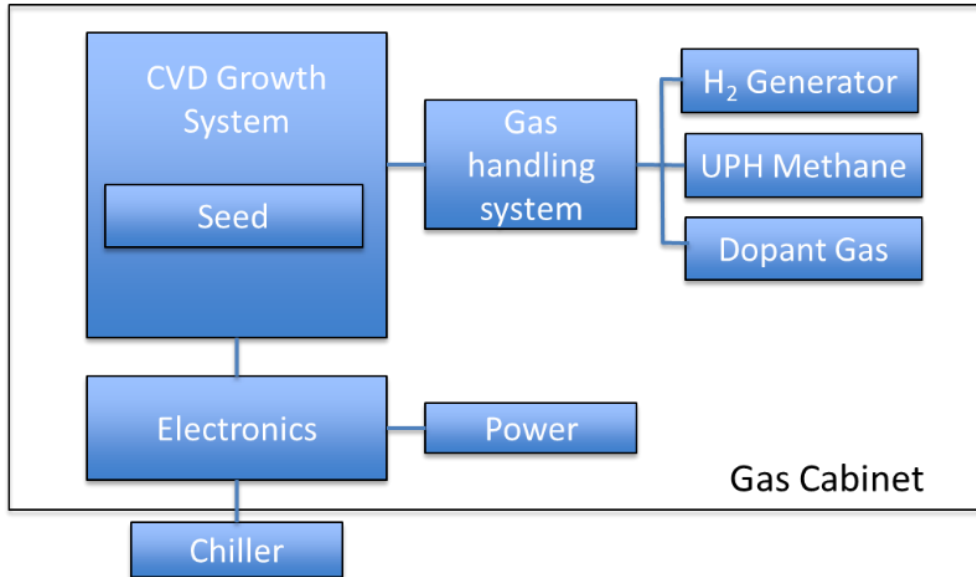 CVD Growth
System
Seed
Gas
handling
system
H₂ Generator
UPH Methane
Dopant Gas
Electronics
Power
Gas Cabinet
Chiller